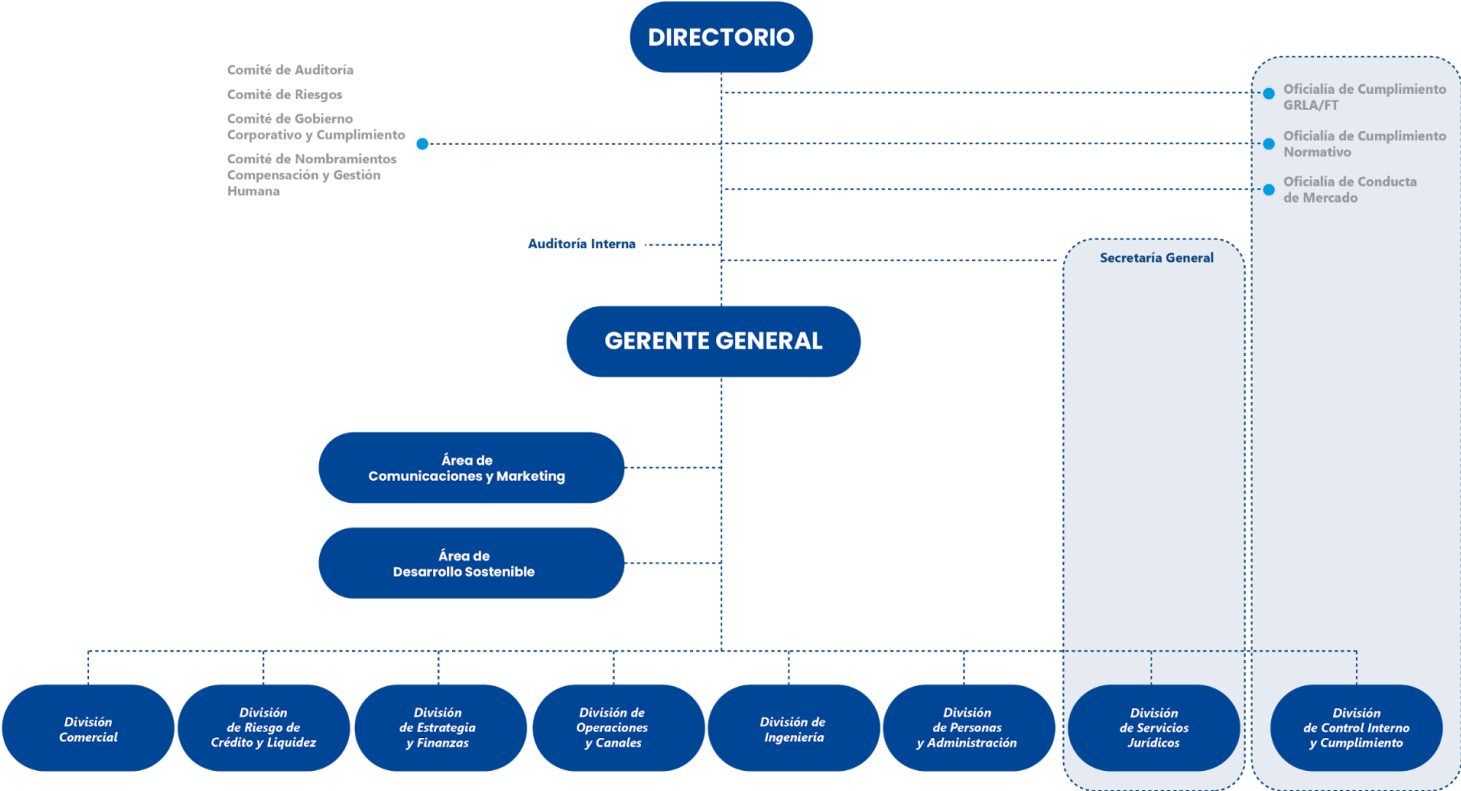 DIRECTORIO
Comité de Auditoría
Comité de Riesgos
Comité de Gobierno
Corporativo y Cumplimiento
Comité de Nombramientos
Compensación y Gestión
Humana
Oficialía de Cumplimiento
GRLA/FT
Oficialía de Cumplimiento
Normativo
Oficialía de Conducta
de Mercado
Auditoría Interna
Secretaría General
GERENTE GENERAL
Área de
Comunicaciones y Marketing
Área de
Desarrollo Sostenible
División
Comercial
División
de Riesgo de
Crédito y Liquidez
División
de Estrategia
y Finanzas
División de
Operaciones
y Canales
División de
Ingeniería
División
de Personas
y Administración
División
de Servicios
Jurídicos
División
de Control Interno
y Cumplimiento